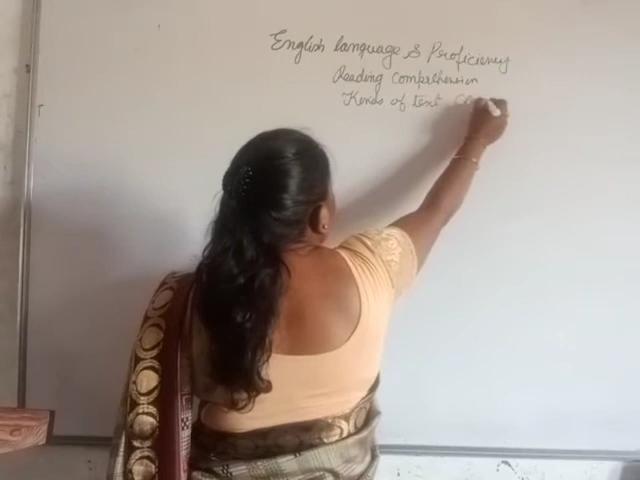 English language & Proficiency
Reading Comprehension
Kinds of text